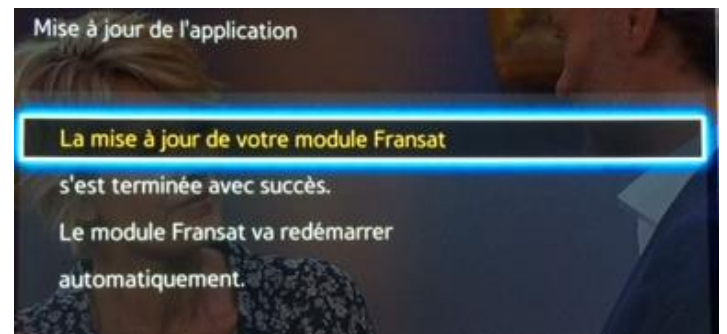 Mise à jour de l'application
La mise à jour de votre module Fransat
s'est terminée avec succès.
Le module Fransat va redémarrer
automatiquement.